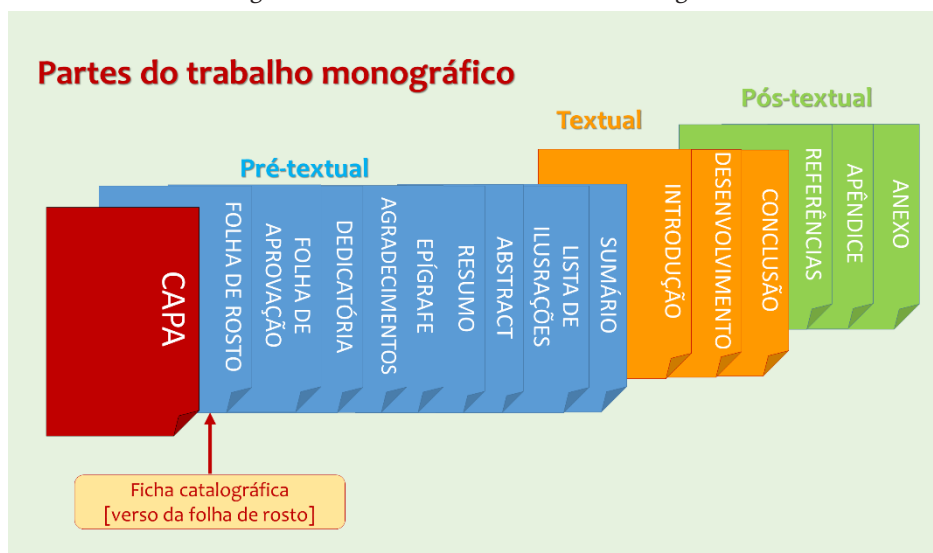 Partes do trabalho monográfico
Pré-textual
Textual
Pós-textual
CAPA
FOLHA DE ROSTO
FOLHA DE
APROVAÇÃO
DEDICATÓRIA
AGRADECIMENTOS
EPÍGRAFE
RESUMO
ABSTRACT
LISTA DE
ILUSRAÇÕES
SUMÁRIO
INTRODUÇÃO
DESENVOLVIMENTO
CONCLUSÃO
REFERÊNCIAS
APÊNDICE
ANEXO
Ficha catalográfica
[verso da folha de rosto]